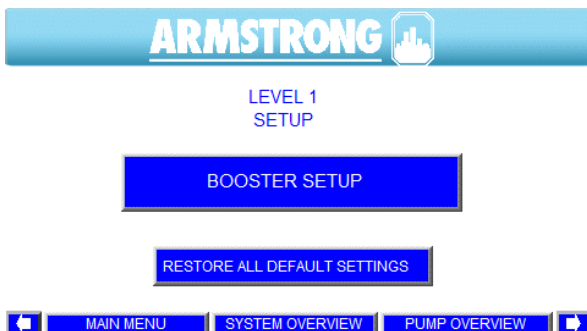 ARMSTRONG
LEVEL 1
SETUP
BOOSTER SETUP
RESTORE ALL DEFAULT SETTINGS
MAIN MENU SYSTEM OVERVIEW PUMP OVERVIEW